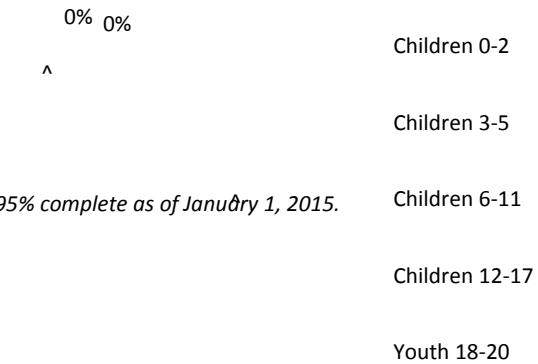 0% 0%
^
Children 0-2
Children 3-5
95% complete as of January 1, 2015.
^
Children 6-11
Children 12-17
Youth 18-20